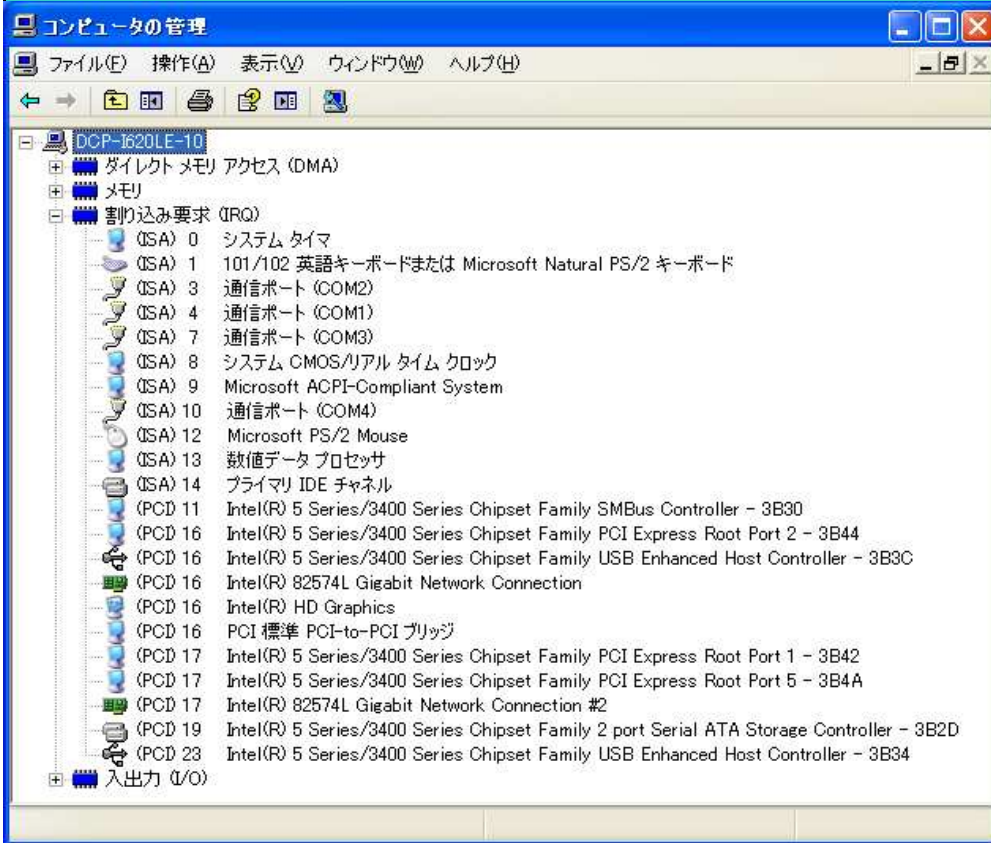 コンピュータの管理
ファイル(F) 操作(A) 表示(V) ウィンドウ(W) ヘルプ(H)
DCP-I620LE-10
ダイレクト メモリ アクセス (DMA)
メモリ
割り込み要求 (IRQ)
(ISA) 0 システム タイマ
(ISA) 1 101/102 英語キーボードまたは Microsoft Natural PS/2 キーボード
(ISA) 3 通信ポート (COM2)
(ISA) 4 通信ポート (COM1)
(ISA) 7 通信ポート (COM3)
(ISA) 8 システム CMOS/リアル タイム クロック
(ISA) 9 Microsoft ACPI-Compliant System
(ISA) 10 通信ポート (COM4)
(ISA) 12 Microsoft PS/2 Mouse
(ISA) 13 数値データ プロセッサ
(ISA) 14 プライマリ IDE チャネル
(PCI) 11 Intel(R) 5 Series/3400 Series Chipset Family SMBus Controller - 3B30
(PCI) 16 Intel(R) 5 Series/3400 Series Chipset Family PCI Express Root Port 2 - 3B44
(PCI) 16 Intel(R) 5 Series/3400 Series Chipset Family USB Enhanced Host Controller - 3B3C
(PCI) 16 Intel(R) 82574L Gigabit Network Connection
(PCI) 16 Intel(R) HD Graphics
(PCI) 16 PCI 標準 PCI-to-PCI ブリッジ
(PCI) 17 Intel(R) 5 Series/3400 Series Chipset Family PCI Express Root Port 1 - 3B42
(PCI) 17 Intel(R) 5 Series/3400 Series Chipset Family PCI Express Root Port 5 - 3B4A
(PCI) 17 Intel(R) 82574L Gigabit Network Connection #2
(PCI) 19 Intel(R) 5 Series/3400 Series Chipset Family 2 port Serial ATA Storage Controller - 3B2D
(PCI) 23 Intel(R) 5 Series/3400 Series Chipset Family USB Enhanced Host Controller - 3B34
入出力 (I/O)